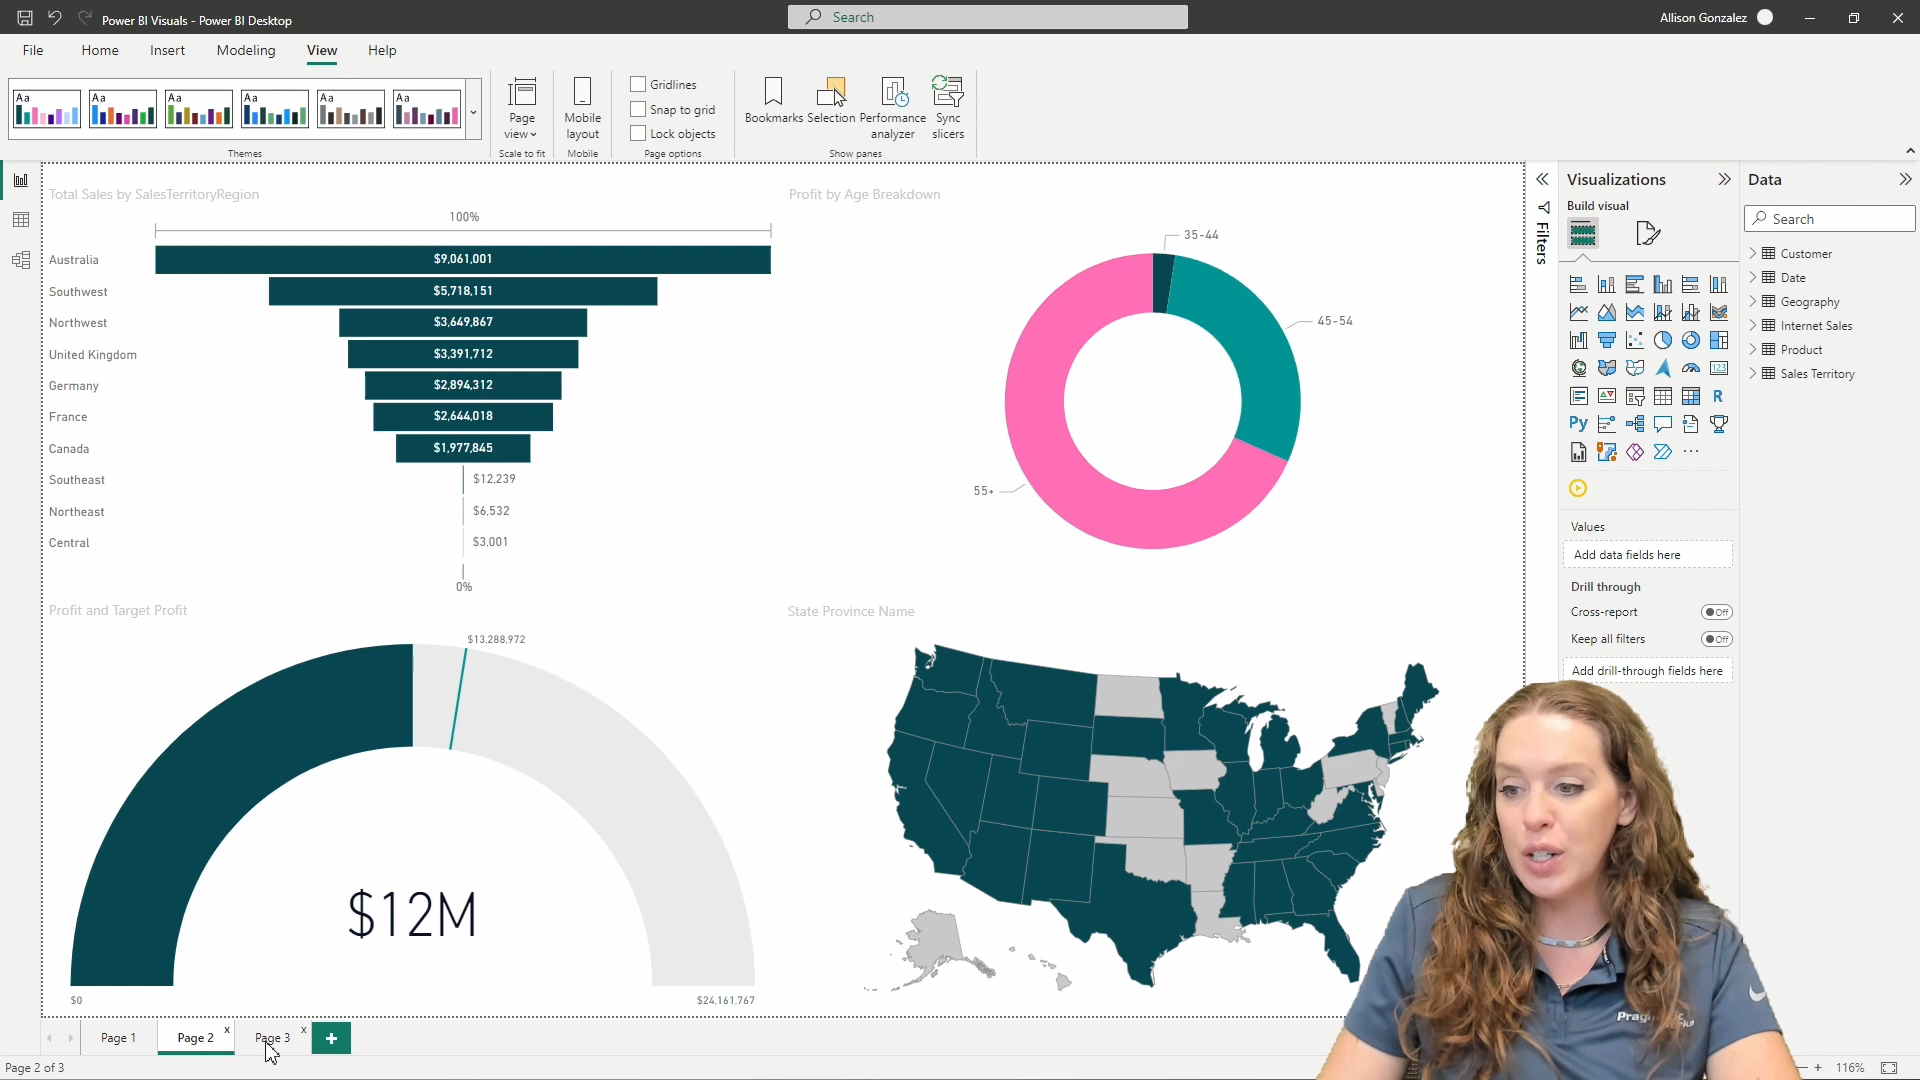 Power BI Visuals - Power BI Desktop
Search
Allison Gonzalez
File
Home
Insert
Modeling
View
Help
Aa
Aa
Aa
Aa
Aa
Aa
Page view
Mobile layout
Gridlines
Snap to grid
Lock objects
Bookmarks
Selection
Performance analyzer
Sync slicers
Themes
Scale to fit
Mobile
Page options
Show panes
Total Sales by SalesTerritoryRegion
100%
Australia
$9,061,001
Southwest
$5,718,151
Northwest
$3,649,867
United Kingdom
$3,391,712
Germany
$2,894,312
France
$2,644,018
Canada
$1,977,845
Southeast
$12,239
Northeast
$6,532
Central
$3,001
0%
Profit by Age Breakdown
35-44
45-54
55+
Profit and Target Profit
$13,288,972
$12M
$0
$24,161,767
State Province Name
Filters
Visualizations
Build visual
123
R
Py
Values
Add data fields here
Drill through
Cross-report
Off
Keep all filters
Off
Add drill-through fields here
Data
Search
Customer
Date
Geography
Internet Sales
Product
Sales Territory
Page 1
Page 2
x
Page 3
x
+
Page 2 of 3
116%